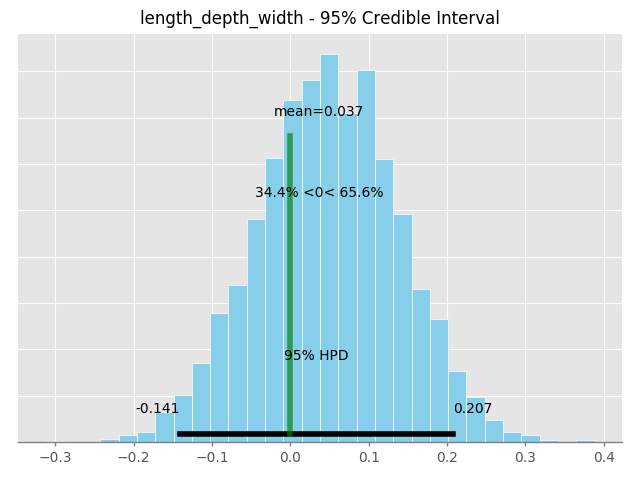 length_depth_width - 95% Credible Interval
mean=0.037
34.4% <0< 65.6%
95% HPD
-0.141 0.207
−0.3 −0.2 −0.1 0.0 0.1 0.2 0.3 0.4